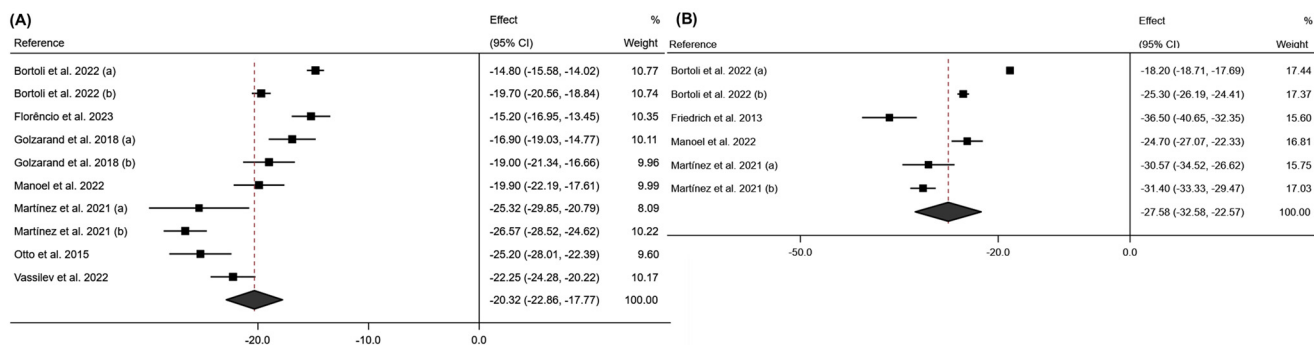 (A)
Effect %
Reference (95% CI) Weight
Bortoli et al. 2022 (a) -14.80 (-15.58, -14.02) 10.77
Bortoli et al. 2022 (b) -19.70 (-20.56, -18.84) 10.74
Florêncio et al. 2023 -15.20 (-16.95, -13.45) 10.35
Golzarand et al. 2018 (a) -16.90 (-19.03, -14.77) 10.11
Golzarand et al. 2018 (b) -19.00 (-21.34, -16.66) 9.96
Manoel et al. 2022 -19.90 (-22.19, -17.61) 9.99
Martínez et al. 2021 (a) -25.32 (-29.85, -20.79) 8.09
Martínez et al. 2021 (b) -26.57 (-28.52, -24.62) 10.22
Otto et al. 2015 -25.20 (-28.01, -22.39) 9.60
Vassilev et al. 2022 -22.25 (-24.28, -20.22) 10.17
-20.32 (-22.86, -17.77) 100.00
-20.0 -10.0 0.0
(B)
Effect %
Reference (95% CI) Weight
Bortoli et al. 2022 (a) -18.20 (-18.71, -17.69) 17.44
Bortoli et al. 2022 (b) -25.30 (-26.19, -24.41) 17.37
Friedrich et al. 2013 -36.50 (-40.65, -32.35) 15.60
Manoel et al. 2022 -24.70 (-27.07, -22.33) 16.81
Martínez et al. 2021 (a) -30.57 (-34.52, -26.62) 15.75
Martínez et al. 2021 (b) -31.40 (-33.33, -29.47) 17.03
-27.58 (-32.58, -22.57) 100.00
-50.0 -20.0 0.0